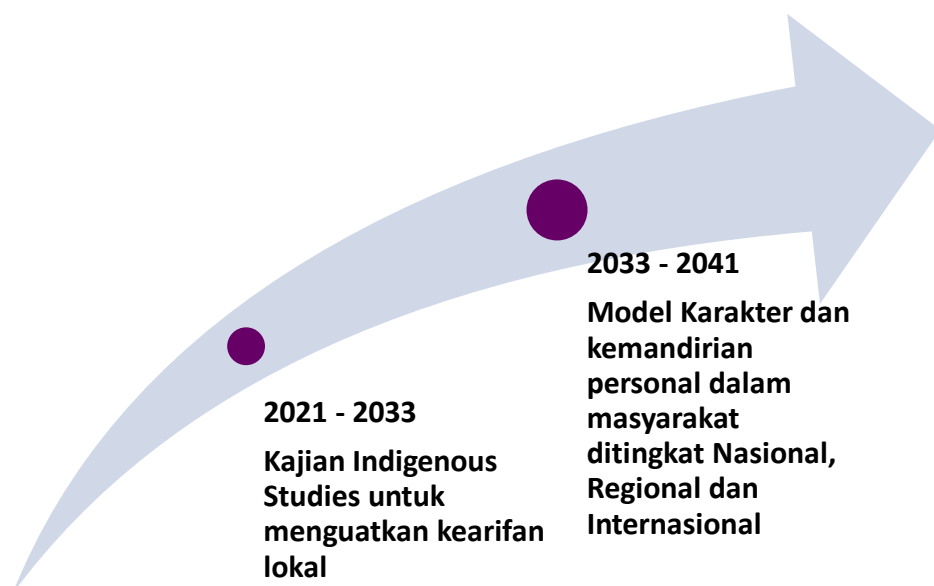 2021 - 2033
Kajian Indigenous
Studies untuk
menguatkan kearifan
lokal
2033 - 2041
Model Karakter dan
kemandirian
personal dalam
masyarakat
ditingkat Nasional,
Regional dan
Internasional